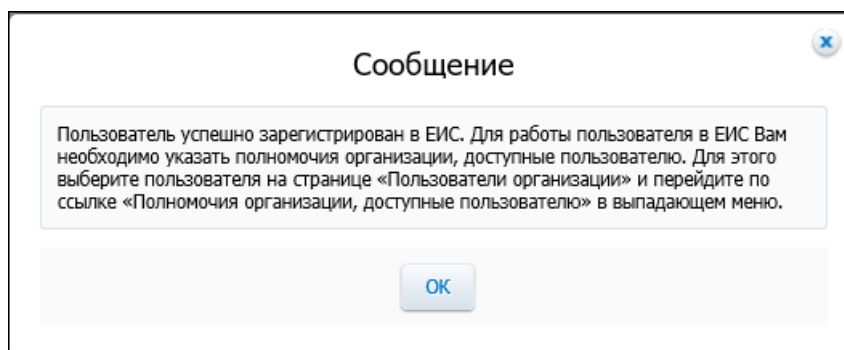 Сообщение
Пользователь успешно зарегистрирован в ЕИС. Для работы пользователя в ЕИС Вам
необходимо указать полномочия организации, доступные пользователю. Для этого
выберите пользователя на странице «Пользователи организации» и перейдите по
ссылке «Полномочия организации, доступные пользователю» в выпадающем меню.
ОК